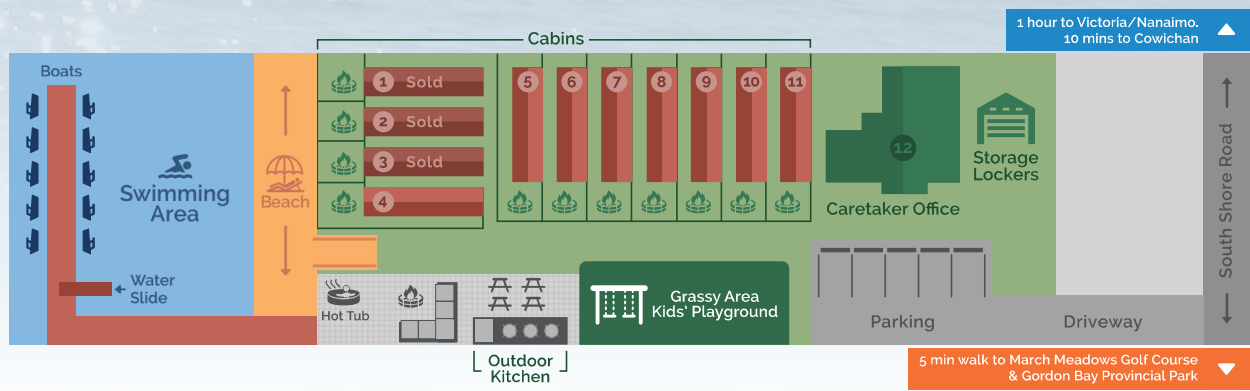 1 hour to Victoria/Nanaimo.
10 mins to Cowichan
Cabins
Boats
1 Sold
2 Sold
3 Sold
4
5 6 7 8 9 10 11
12
Storage
Lockers
Caretaker Office
South Shore Road
Swimming
Area
Beach
Water
Slide
Hot Tub
Grassy Area
Kids' Playground
Parking
Driveway
Outdoor
Kitchen
5 min walk to March Meadows Golf Course
& Gordon Bay Provincial Park